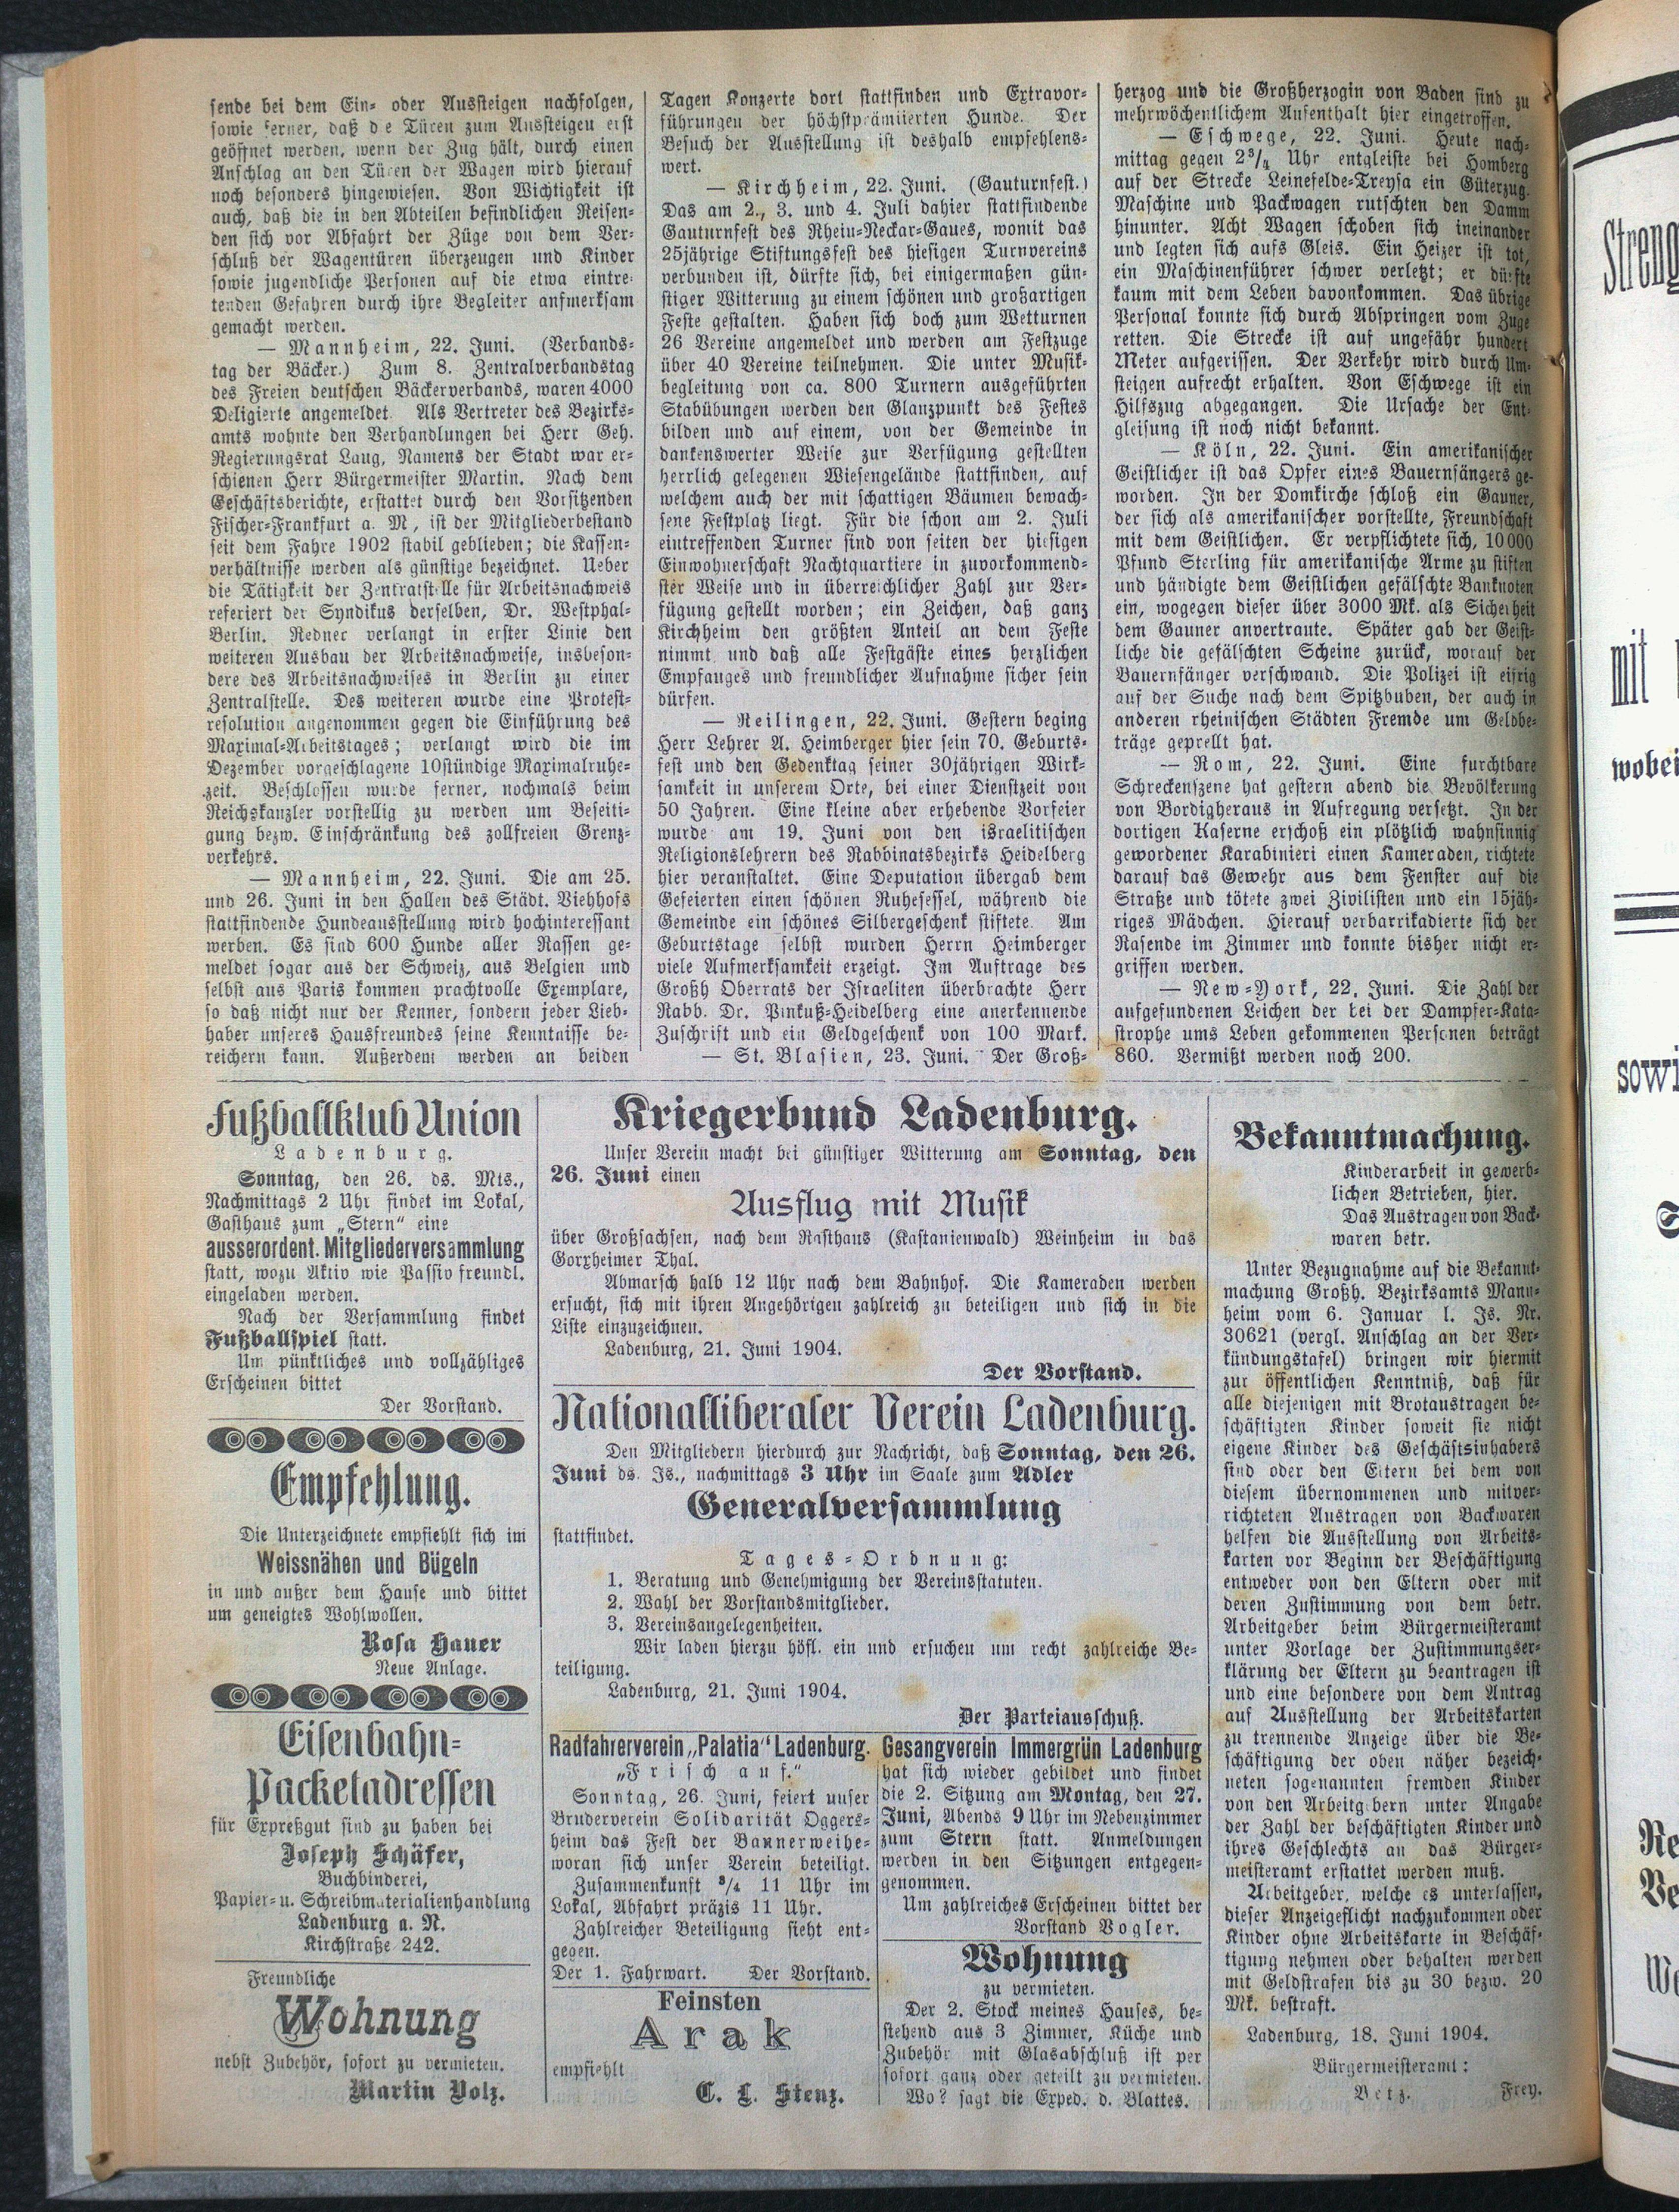 sende bei dem Ein- oder Aussteigen nachfolgen,
sowie ferner, daß die Türen zum Aussteigen erst
geöffnet werden, wenn der Zug hält, durch einen
Anschlag an den Türen der Wagen wird hierauf
noch besonders hingewiesen. Von Wichtigkeit ist
auch, daß die in den Abteilen befindlichen Reisen-
den sich vor Abfahrt der Züge von dem Ver-
schluß der Wagentüren überzeugen und Kinder
sowie jugendliche Personen auf die etwa eintre-
tenden Gefahren durch ihre Begleiter aufmerksam
gemacht werden.
— Mannheim, 22. Juni. (Verbands-
tag der Bäcker.) Zum 8. Zentralverbandstag
des Freien deutschen Bäckerverbands, waren 4000
Deligierte angemeldet. Als Vertreter des Bezirks-
amts wohnte den Verhandlungen bei Herr Geh.
Regierungsrat Lang, Namens der Stadt war er-
schienen Herr Bürgermeister Martin. Nach dem
Geschäftsberichte, erstattet durch den Vorsitzenden
Fischer-Frankfurt a. M, ist der Mitgliederbestand
seit dem Jahre 1902 stabil geblieben; die Kassen-
verhältnisse werden als günstige bezeichnet. Ueber
die Tätigkeit der Zentralstelle für Arbeitsnachweis
referiert der Syndikus derselben, Dr. Westphal-
Berlin. Redner verlangt in erster Linie den
weiteren Ausbau der Arbeitsnachweise, insbeson-
dere des Arbeitsnachweises in Berlin zu einer
Zentralstelle. Des weiteren wurde eine Protest-
resolution angenommen gegen die Einführung des
Maximal-Arbeitstages; verlangt wird die im
Dezember vorgeschlagene 10stündige Maximalruhe-
zeit. Beschlossen wurde ferner, nochmals beim
Reichskanzler vorstellig zu werden um Beseiti-
gung bezw. Einschränkung des zollfreien Grenz-
verkehrs.
— Mannheim, 22. Juni. Die am 25.
und 26. Juni in den Hallen des Städt. Viehhofs
stattfindende Hundeausstellung wird hochinteressant
werben. Es sind 600 Hunde aller Rassen ge-
meldet sogar aus der Schweiz, aus Belgien und
selbst aus Paris kommen prachtvolle Exemplare,
so daß nicht nur der Kenner, sondern jeder Lieb-
haber unseres Hausfreundes seine Kenntnisse be-
reichern kann. Außerdem werden an beiden
Tagen Konzerte dort stattfinden und Extravor-
führungen der höchstprämiierten Hunde. Der
Besuch der Ausstellung ist deshalb empfehlens-
wert.
— Kirchheim, 22. Juni. (Gauturnfest.)
Das am 2., 3. und 4. Juli dahier stattfindende
Gauturnfest des Rhein-Neckar-Gaues, womit das
25jährige Stiftungsfest des hiesigen Turnvereins
verbunden ist, dürfte sich, bei einigermaßen gün-
stiger Witterung zu einem schönen und großartigen
Feste gestalten. Haben sich doch zum Wetturnen
26 Vereine angemeldet und werden am Festzuge
über 40 Vereine teilnehmen. Die unter Musik-
begleitung von ca. 800 Turnern ausgeführten
Stabübungen werden den Glanzpunkt des Festes
bilden und auf einem, von der Gemeinde in
dankenswerter Weise zur Verfügung gestellten
herrlich gelegenen Wiesengelände stattfinden, auf
welchem auch der mit schattigen Bäumen bewach-
sene Festplatz liegt. Für die schon am 2. Juli
eintreffenden Turner sind von seiten der hiesigen
Einwohnerschaft Nachtquartiere in zuvorkommend-
ster Weise und in überreichlicher Zahl zur Ver-
fügung gestellt worden; ein Zeichen, daß ganz
Kirchheim den größten Anteil an dem Feste
nimmt und daß alle Festgäste eines herzlichen
Empfanges und freundlicher Aufnahme sicher sein
dürfen.
— Reilingen, 22. Juni. Gestern beging
Herr Lehrer A. Heimberger hier sein 70. Geburts-
fest und den Gedenktag seiner 30jährigen Wirk-
samkeit in unserem Orte, bei einer Dienstzeit von
50 Jahren. Eine kleine aber erhebende Vorfeier
wurde am 19. Juni von den israelitischen
Religionslehrern des Rabbinatsbezirks Heidelberg
hier veranstaltet. Eine Deputation übergab dem
Gefeierten einen schönen Ruhesessel, während die
Gemeinde ein schönes Silbergeschenk stiftete. Am
Geburtstage selbst wurden Herrn Heimberger
viele Aufmerksamkeit erzeigt. Im Auftrage des
Großh Oberrats der Israeliten überbrachte Herr
Rabb. Dr. Pinkuß-Heidelberg eine anerkennende
Zuschrift und ein Geldgeschenk von 100 Mark.
— St. Blasien, 23. Juni. Der Groß-
herzog und die Großherzogin von Baden sind zu
mehrwöchentlichem Aufenthalt hier eingetroffen.
— Eschwege, 22. Juni. Heute nach-
mittag gegen 2¾ Uhr entgleiste bei Homberg
auf der Strecke Leinefelde-Treysa ein Güterzug.
Maschine und Packwagen rutschten den Damm
hinunter. Acht Wagen schoben sich ineinander
und legten sich aufs Gleis. Ein Heizer ist tot,
ein Maschinenführer schwer verletzt; er dürfte
kaum mit dem Leben davonkommen. Das übrige
Personal konnte sich durch Abspringen vom Zuge
retten. Die Strecke ist auf ungefähr hundert
Meter aufgerissen. Der Verkehr wird durch Um-
steigen aufrecht erhalten. Von Eschwege ist ein
Hilfszug abgegangen. Die Ursache der Ent-
gleisung ist noch nicht bekannt.
— Köln, 22. Juni. Ein amerikanischer
Geistlicher ist das Opfer eines Bauernfängers ge-
worden. In der Domkirche schloß ein Gauner,
der sich als amerikanischer vorstellte, Freundschaft
mit dem Geistlichen. Er verpflichtete sich, 10 000
Pfund Sterling für amerikanische Arme zu stiften
und händigte dem Geistlichen gefälschte Banknoten
ein, wogegen dieser über 3000 Mk. als Sicherheit
dem Gauner anvertraute. Später gab der Geist-
liche die gefälschten Scheine zurück, worauf der
Bauernfänger verschwand. Die Polizei ist eifrig
auf der Suche nach dem Spitzbuben, der auch in
anderen rheinischen Städten Fremde um Geldbe-
träge geprellt hat.
— Rom, 22. Juni. Eine furchtbare
Schreckenszene hat gestern abend die Bevölkerung
von Bordigheraus in Aufregung versetzt. In der
dortigen Kaserne erschoß ein plötzlich wahnsinnig
gewordener Karabinieri einen Kameraden, richtete
darauf das Gewehr aus dem Fenster auf die
Straße und tötete zwei Zivilisten und ein 15jäh-
riges Mädchen. Hierauf verbarrikadierte sich der
Rasende im Zimmer und konnte bisher nicht er-
griffen werden.
— New-York, 22. Juni. Die Zahl der
aufgefundenen Leichen der bei der Dampfer-Kata-
strophe ums Leben gekommenen Personen beträgt
860. Vermißt werden noch 200.
Fußballklub Union
Ladenburg.
Sonntag, den 26. ds. Mts.,
Nachmittags 2 Uhr findet im Lokal,
Gasthaus zum „Stern“ eine
ausserordent. Mitgliederversammlung
statt, wozu Aktiv wie Passiv freundl.
eingeladen werden.
Nach der Versammlung findet
Fußballspiel statt.
Um pünktliches und vollzähliges
Erscheinen bittet
Der Vorstand.
Empfehlung.
Die Unterzeichnete empfiehlt sich im
Weissnähen und Bügeln
in und außer dem Hause und bittet
um geneigtes Wohlwollen.
Rosa Hauer
Neue Anlage.
Eisenbahn-
Packetadressen
für Expreßgut sind zu haben bei
Joseph Schäfer,
Buchbinderei,
Papier- u. Schreibmaterialienhandlung
Ladenburg a. N.
Kirchstraße 242.
Freundliche
Wohnung
nebst Zubehör, sofort zu vermieten.
Martin Volz.
Kriegerbund Ladenburg.
Unser Verein macht bei günstiger Witterung am Sonntag, den
26. Juni einen
Ausflug mit Musik
über Großsachsen, nach dem Rasthaus (Kastanienwald) Weinheim in das
Gorxheimer Thal.
Abmarsch halb 12 Uhr nach dem Bahnhof. Die Kameraden werden
ersucht, sich mit ihren Angehörigen zahlreich zu beteiligen und sich in die
Liste einzuzeichnen.
Ladenburg, 21. Juni 1904.
Der Vorstand.
Nationalliberaler Verein Ladenburg.
Den Mitgliedern hierdurch zur Nachricht, daß Sonntag, den 26.
Juni ds. Js., nachmittags 3 Uhr im Saale zum Adler
Generalversammlung
stattfindet.
Tages-Ordnung:
1. Beratung und Genehmigung der Vereinsstatuten.
2. Wahl der Vorstandsmitglieder.
3. Vereinsangelegenheiten.
Wir laden hierzu höfl. ein und ersuchen um recht zahlreiche Be-
teiligung.
Ladenburg, 21. Juni 1904.
Der Parteiausschuß.
Radfahrerverein „Palatia“ Ladenburg.
„Frisch auf.“
Sonntag, 26. Juni, feiert unser
Bruderverein Solidarität Oggers-
heim das Fest der Bannerweihe-
woran sich unser Verein beteiligt.
Zusammenkunft ¾ 11 Uhr im
Lokal, Abfahrt präzis 11 Uhr.
Zahlreicher Beteiligung sieht ent-
gegen.
Der 1. Fahrwart. Der Vorstand.
Feinsten
Arak
empfiehlt
C. L. Stenz.
Gesangverein Immergrün Ladenburg
hat sich wieder gebildet und findet
die 2. Sitzung am Montag, den 27.
Juni, Abends 9 Uhr im Nebenzimmer
zum Stern statt. Anmeldungen
werden in den Sitzungen entgegen-
genommen.
Um zahlreiches Erscheinen bittet der
Vorstand Vogler.
Wohnung
zu vermieten.
Der 2. Stock meines Hauses, be-
stehend aus 3 Zimmer, Küche und
Zubehör mit Glasabschluß ist per
sofort ganz oder geteilt zu vermieten.
Wo? sagt die Exped. d. Blattes.
Bekanntmachung.
Kinderarbeit in gewerb-
lichen Betrieben, hier.
Das Austragen von Back-
waren betr.
Unter Bezugnahme auf die Bekannt-
machung Großh. Bezirksamts Mann-
heim vom 6. Januar l. Js. Nr.
30621 (vergl. Anschlag an der Ver-
kündungstafel) bringen wir hiermit
zur öffentlichen Kenntniß, daß für
alle diejenigen mit Brotaustragen be-
schäftigten Kinder soweit sie nicht
eigene Kinder des Geschäftsinhabers
sind oder den Eltern bei dem von
diesem übernommenen und mitver-
richteten Austragen von Backwaren
helfen die Ausstellung von Arbeits-
karten vor Beginn der Beschäftigung
entweder von den Eltern oder mit
deren Zustimmung von dem betr.
Arbeitgeber beim Bürgermeisteramt
unter Vorlage der Zustimmungser-
klärung der Eltern zu beantragen ist
und eine besondere von dem Antrag
auf Ausstellung der Arbeitskarten
zu trennende Anzeige über die Be-
schäftigung der oben näher bezeich-
neten sogenannten fremden Kinder
von den Arbeitgebern unter Angabe
der Zahl der beschäftigten Kinder und
ihres Geschlechts an das Bürger-
meisteramt erstattet werden muß.
Arbeitgeber, welche es unterlassen,
dieser Anzeigeflicht nachzukommen oder
Kinder ohne Arbeitskarte in Beschäf-
tigung nehmen oder behalten werden
mit Geldstrafen bis zu 30 bezw. 20
Mk. bestraft.
Ladenburg, 18. Juni 1904.
Bürgermeisteramt:
Betz. Frey.
Streng
mit
wobei
sowi